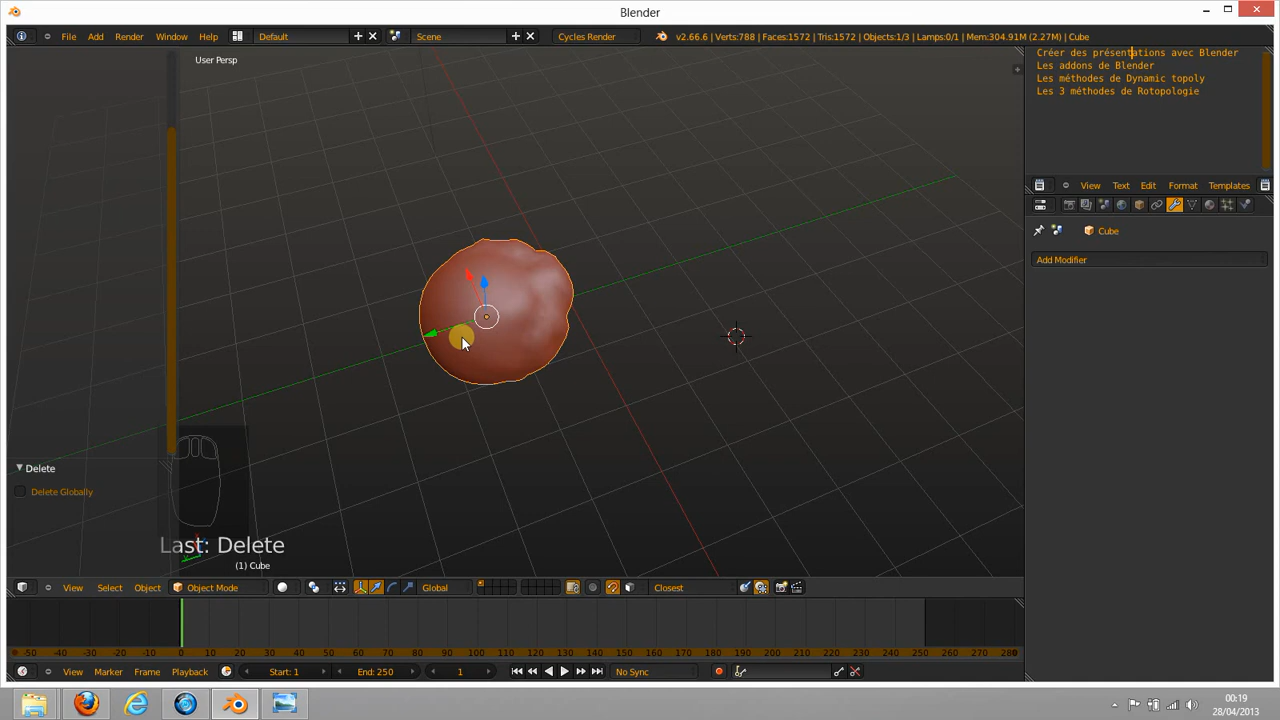 Blender
File Add Render Window Help Default Scene Cycles Render v2.66.6 | Verts:788 | Faces:1572 | Tris:1572 | Objects:1/3 | Lamps:0/1 | Mem:304.91M (2.27M) | Cube
User Persp
Créer des présentations avec Blender
Les addons de Blender
Les méthodes de Dynamic topoly
Les 3 méthodes de Rotopologie
View Text Edit Format Templates
Cube
Add Modifier
Delete
Delete Globally
Last: Delete
(1) Cube
View Select Object Object Mode Global Closest
-50 -40 -30 -20 -10 0 10 20 30 40 50 60 70 80 90 100 110 120 130 140 150 160 170 180 190 200 210 220 230 240 250 260 270 280
View Marker Frame Playback Start: 1 End: 250 1 No Sync
00:19
28/04/2013